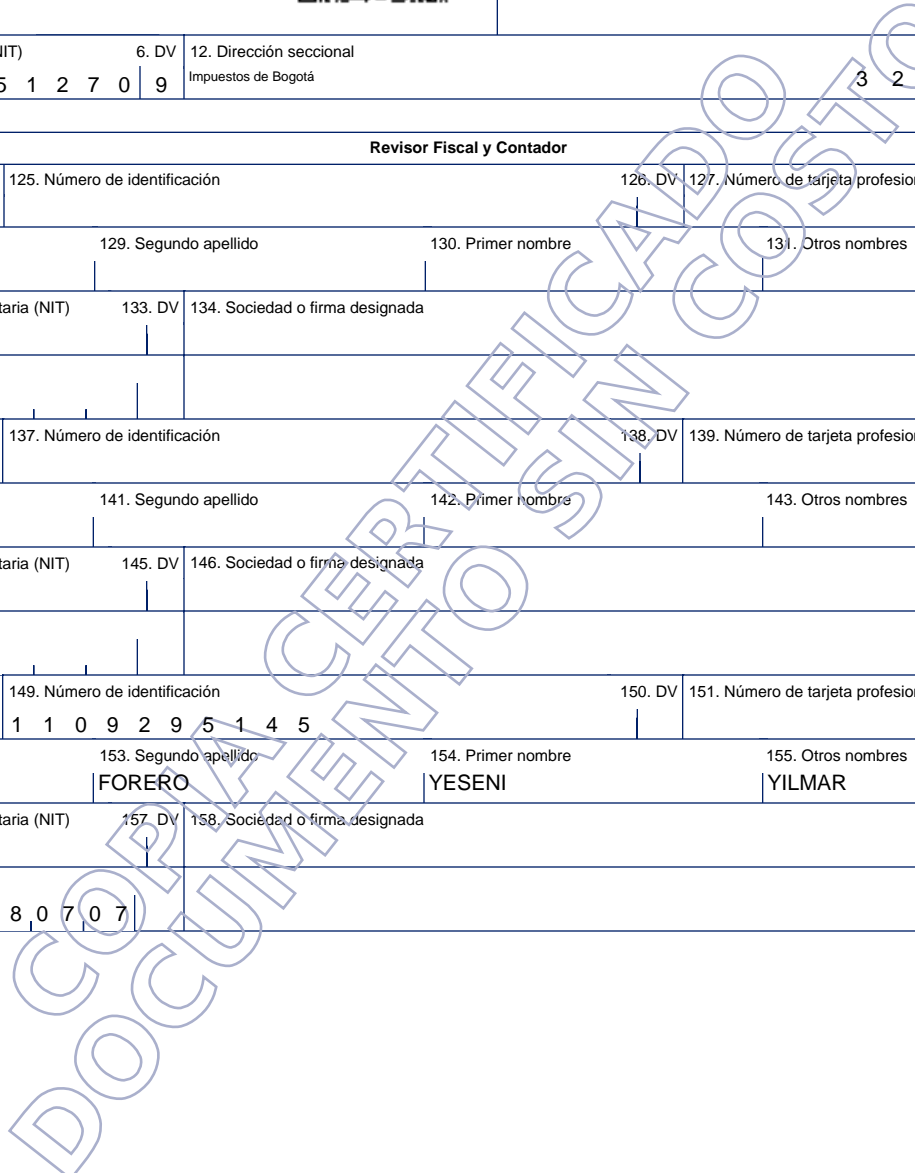 NIT) 6. DV 12. Dirección seccional
5 1 2 7 0 9 Impuestos de Bogotá 3 2
Revisor Fiscal y Contador
125. Número de identificación 126. DV 127. Número de tarjeta profesion
129. Segundo apellido 130. Primer nombre 131. Otros nombres
taria (NIT) 133. DV 134. Sociedad o firma designada
137. Número de identificación 138. DV 139. Número de tarjeta profesion
141. Segundo apellido 142. Primer nombre 143. Otros nombres
taria (NIT) 145. DV 146. Sociedad o firma designada
149. Número de identificación 150. DV 151. Número de tarjeta profesion
1 1 0 9 2 9 5 1 4 5
153. Segundo apellido 154. Primer nombre 155. Otros nombres
FORERO YESENI YILMAR
taria (NIT) 157. DV 158. Sociedad o firma designada
8 0 7 0 7
COPIA CERTIFICADO
DOCUMENTO SIN COSTO